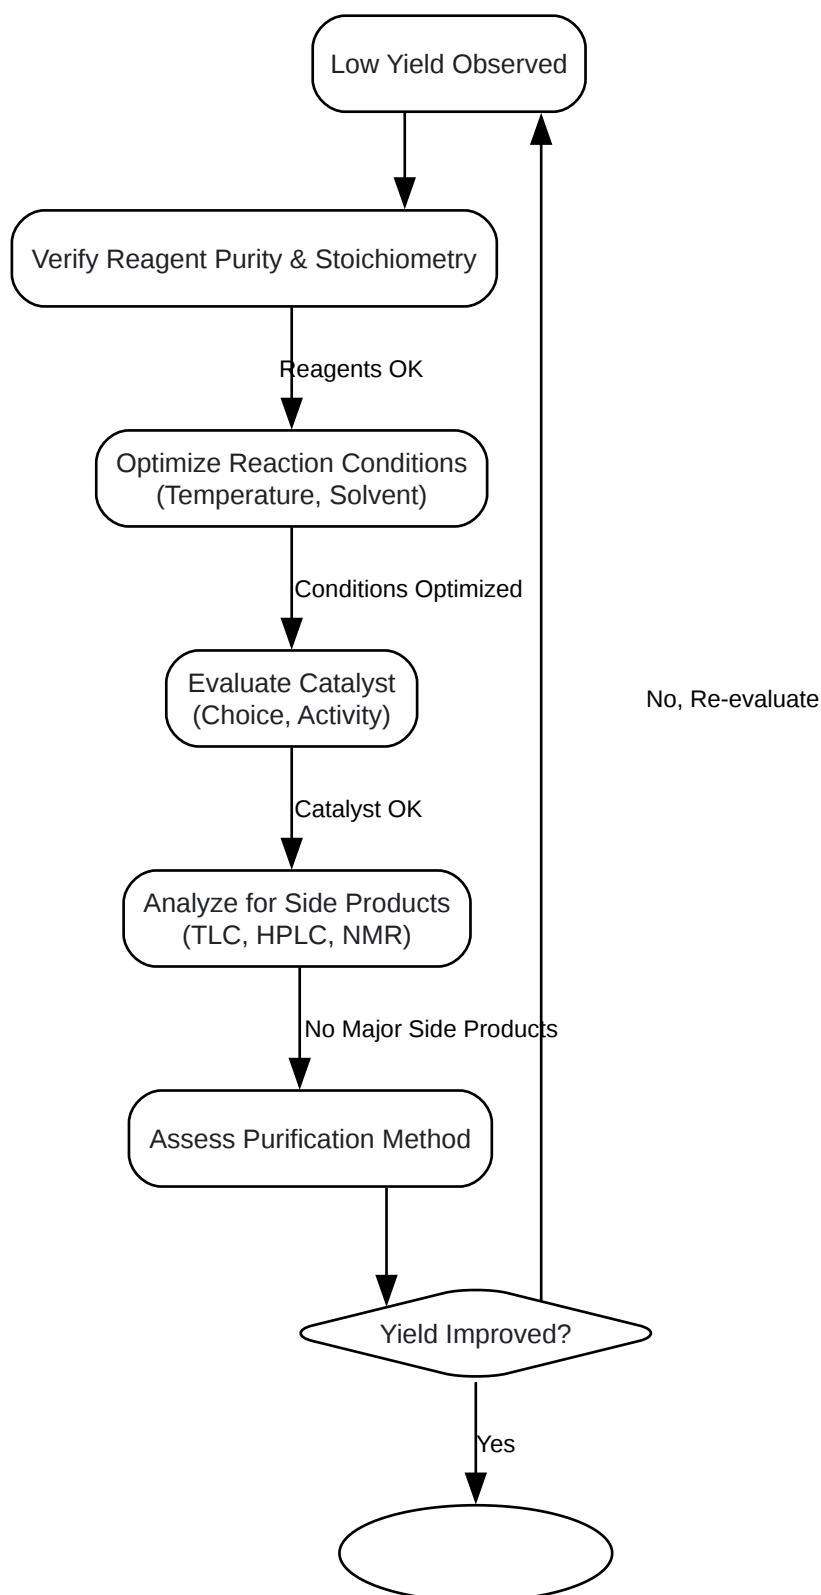 Low Yield Observed
Verify Reagent Purity & Stoichiometry
Reagents OK
Optimize Reaction Conditions
(Temperature, Solvent)
Conditions Optimized
Evaluate Catalyst
(Choice, Activity)
No, Re-evaluate
Catalyst OK
Analyze for Side Products
(TLC, HPLC, NMR)
No Major Side Products
Assess Purification Method
Yield Improved?
Yes